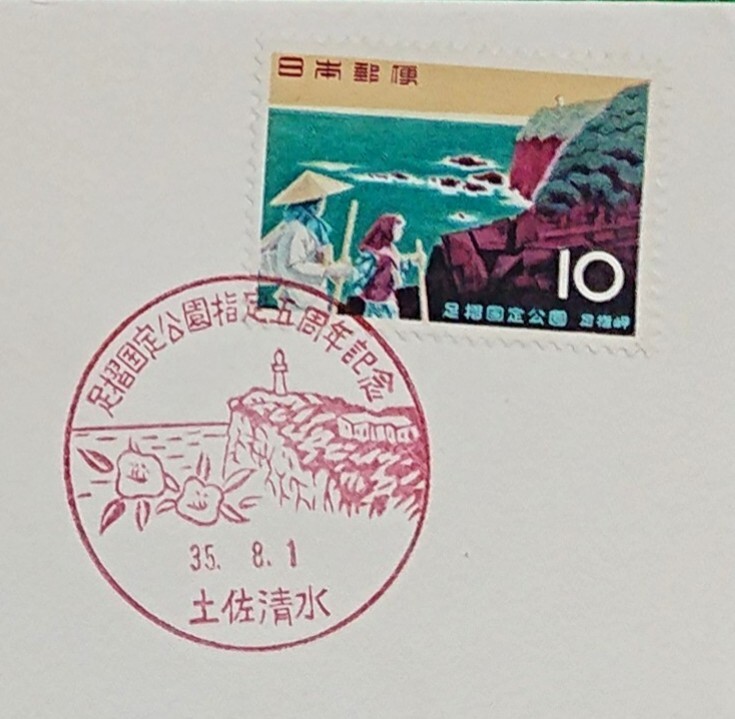 日本郵便
10
足摺国定公園 足摺岬
足摺国定公園指定五周年記念
35. 8. 1
土佐清水